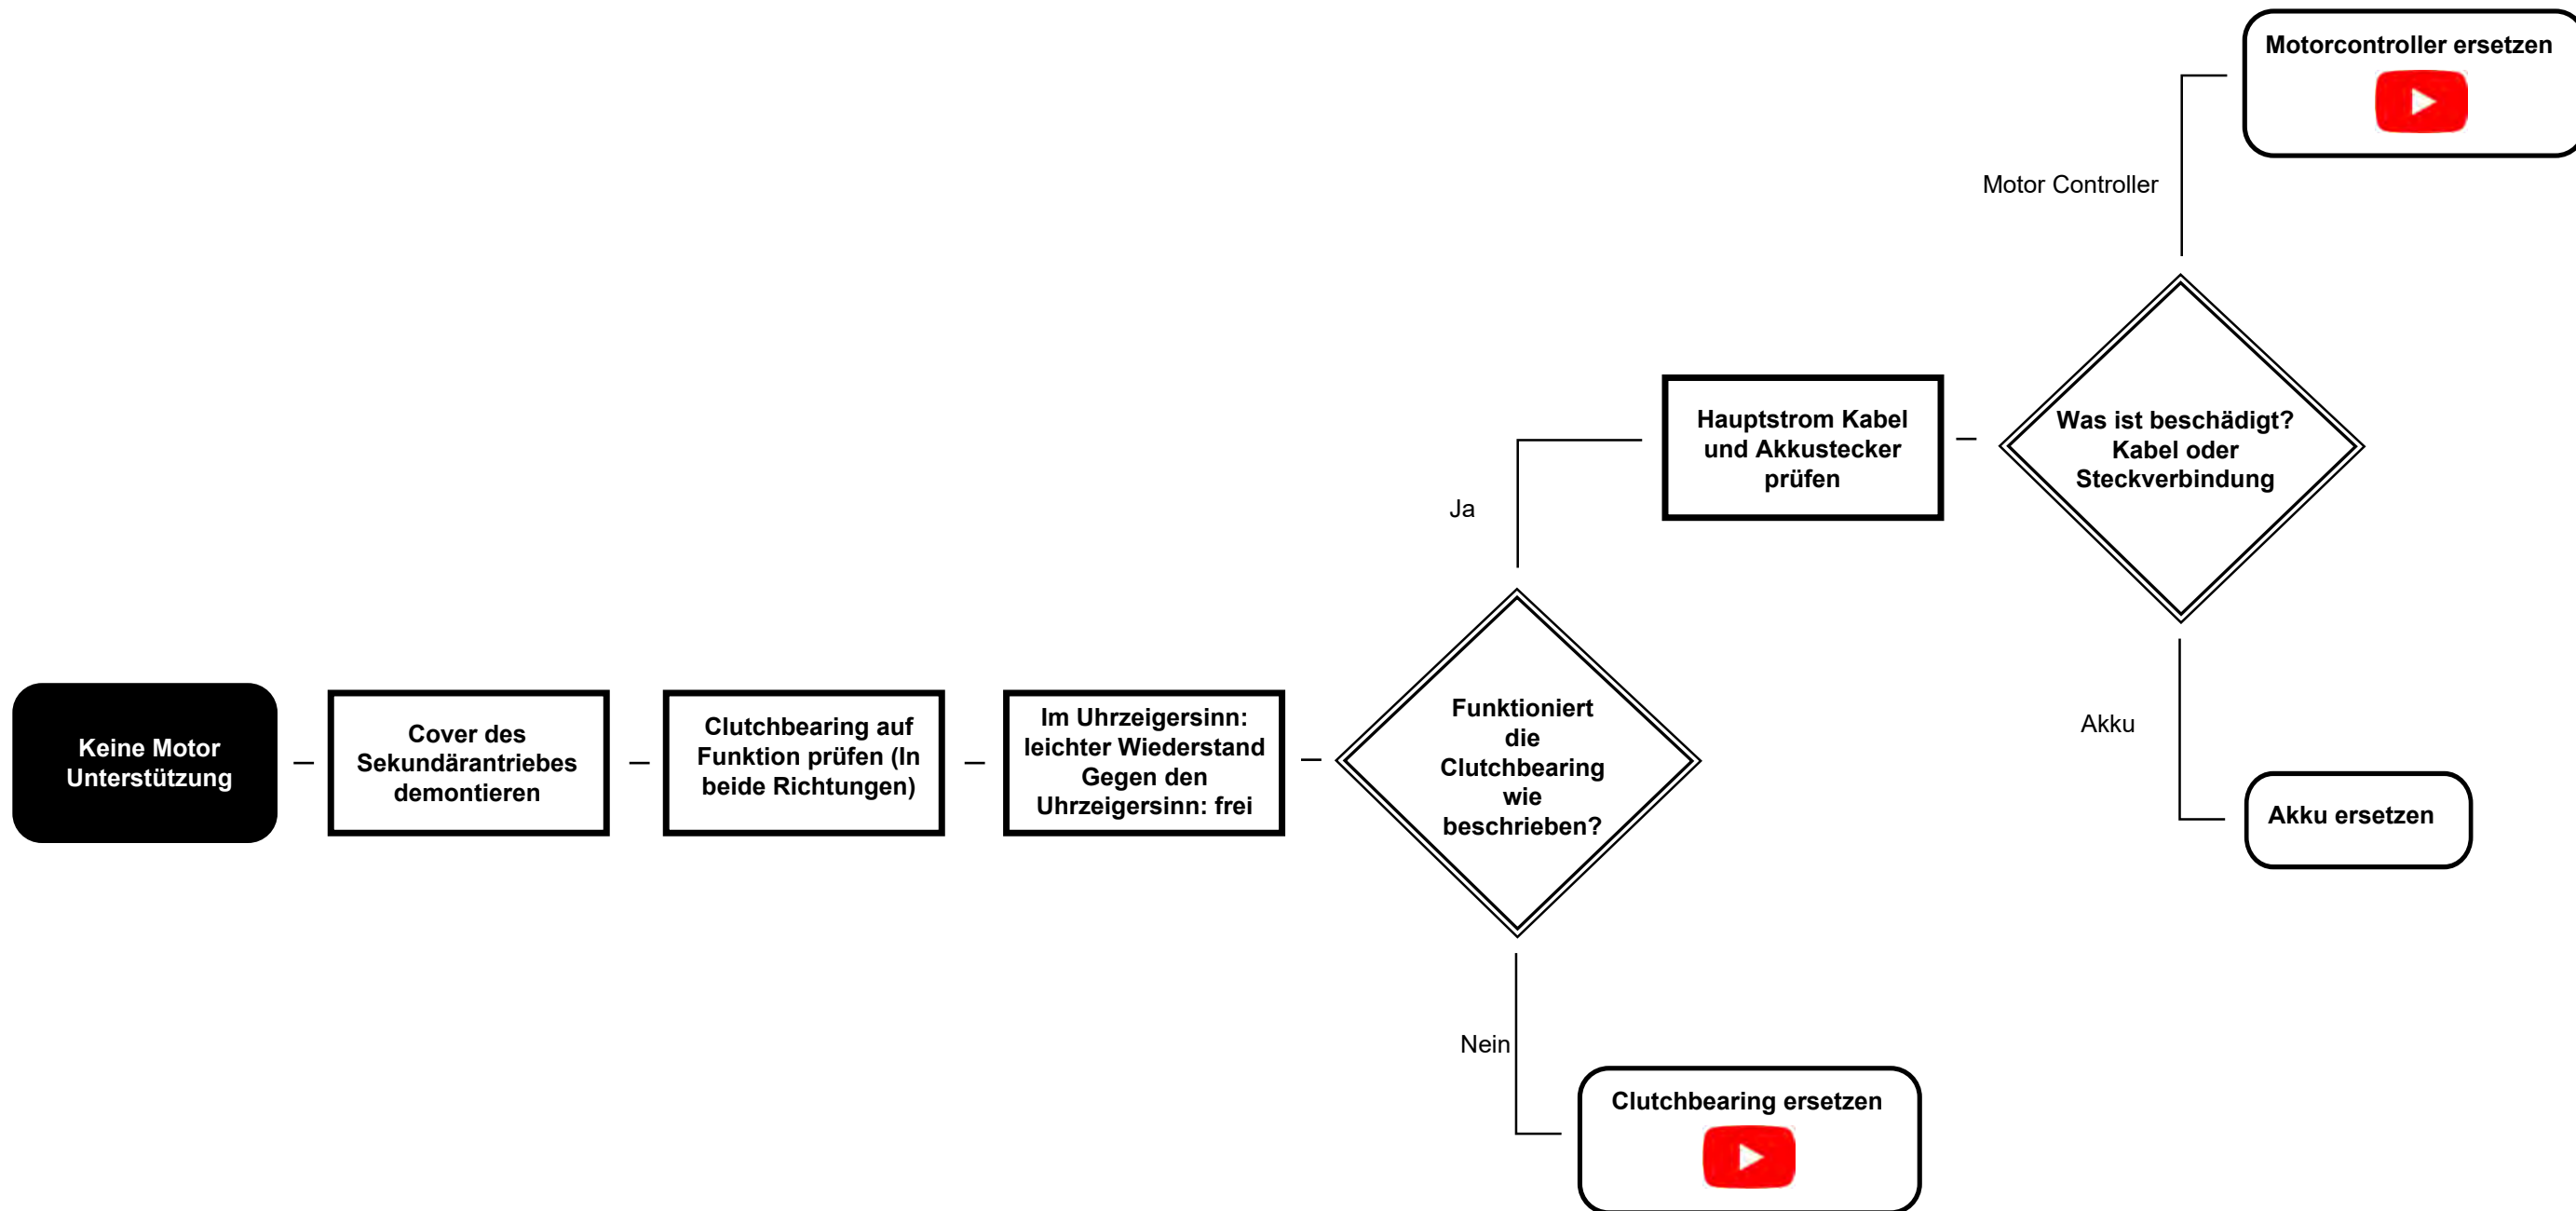 Keine Motor
Unterstützung
Cover des
Sekundärantriebes
demontieren
Clutchbearing auf
Funktion prüfen (In
beide Richtungen)
Im Uhrzeigersinn:
leichter Wiederstand
Gegen den
Uhrzeigersinn: frei
Funktioniert
die
Clutchbearing
wie
beschrieben?
Ja
Hauptstrom Kabel
und Akkustecker
prüfen
Was ist beschädigt?
Kabel oder
Steckverbindung
Motor Controller
Motorcontroller ersetzen
Akku
Akku ersetzen
Nein
Clutchbearing ersetzen